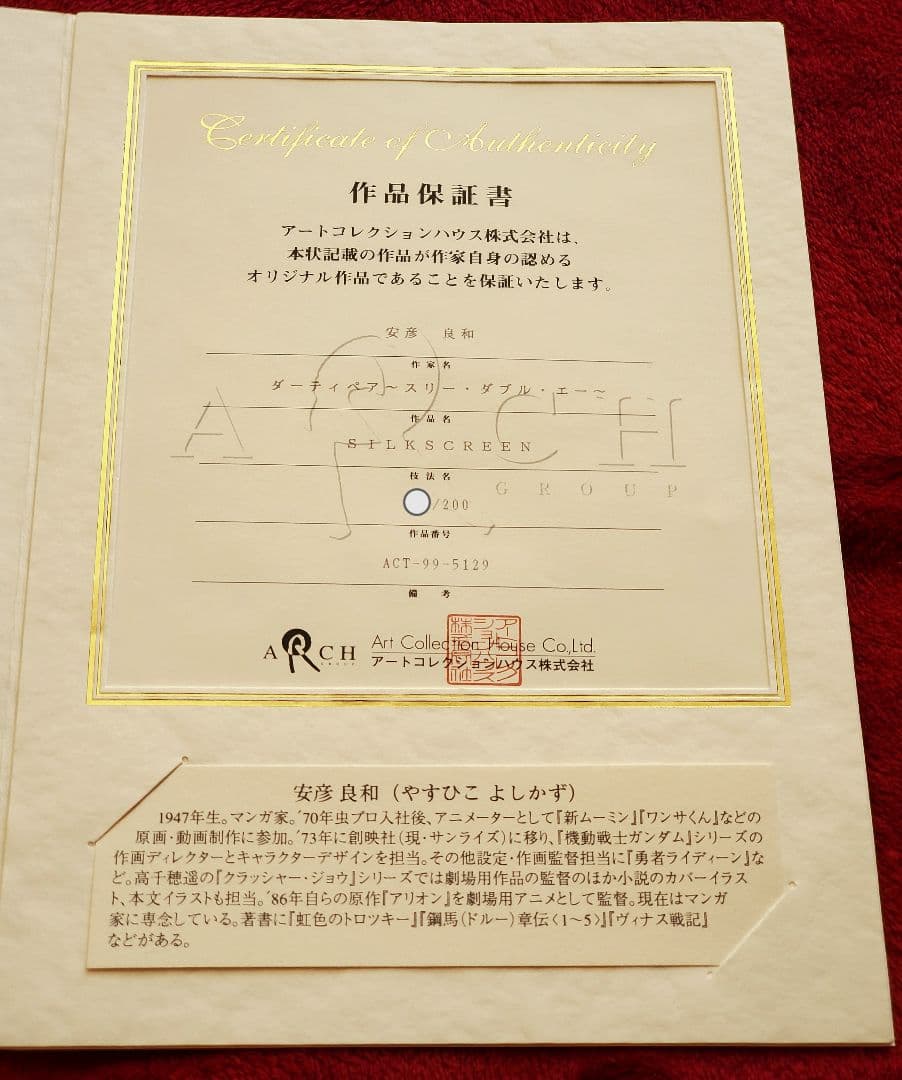 Certificate of Authenticity
作品保証書
アートコレクションハウス株式会社は、
本状記載の作品が作家自身の認める
オリジナル作品であることを保証いたします。
安彦 良和
作家名
ダーティペア～スリー・ダブル・エー～
作品名
SILKSCREEN
技法名
/200
作品番号
ACT-99-5129
備 考
ARCH
GROUP
ARCH
GROUP
Art Collection House Co.,Ltd.
アートコレクションハウス株式会社
アートコレクションハウス株式会社
安彦 良和（やすひこ よしかず）
1947年生。マンガ家。'70年虫プロ入社後、アニメーターとして『新ムーミン』『ワンサくん』などの
原画・動画制作に参加。'73年に創映社（現・サンライズ）に移り、『機動戦士ガンダム』シリーズの
作画ディレクターとキャラクターデザインを担当。その他設定・作画監督担当に『勇者ライディーン』な
ど。高千穂遥の『クラッシャー・ジョウ』シリーズでは劇場用作品の監督のほか小説のカバーイラス
ト、本文イラストも担当。'86年自らの原作『アリオン』を劇場用アニメとして監督。現在はマンガ
家に専念している。著書に『虹色のトロツキー』『鋼馬（ドルー）章伝〈1～5〉』『ヴィナス戦記』
などがある。